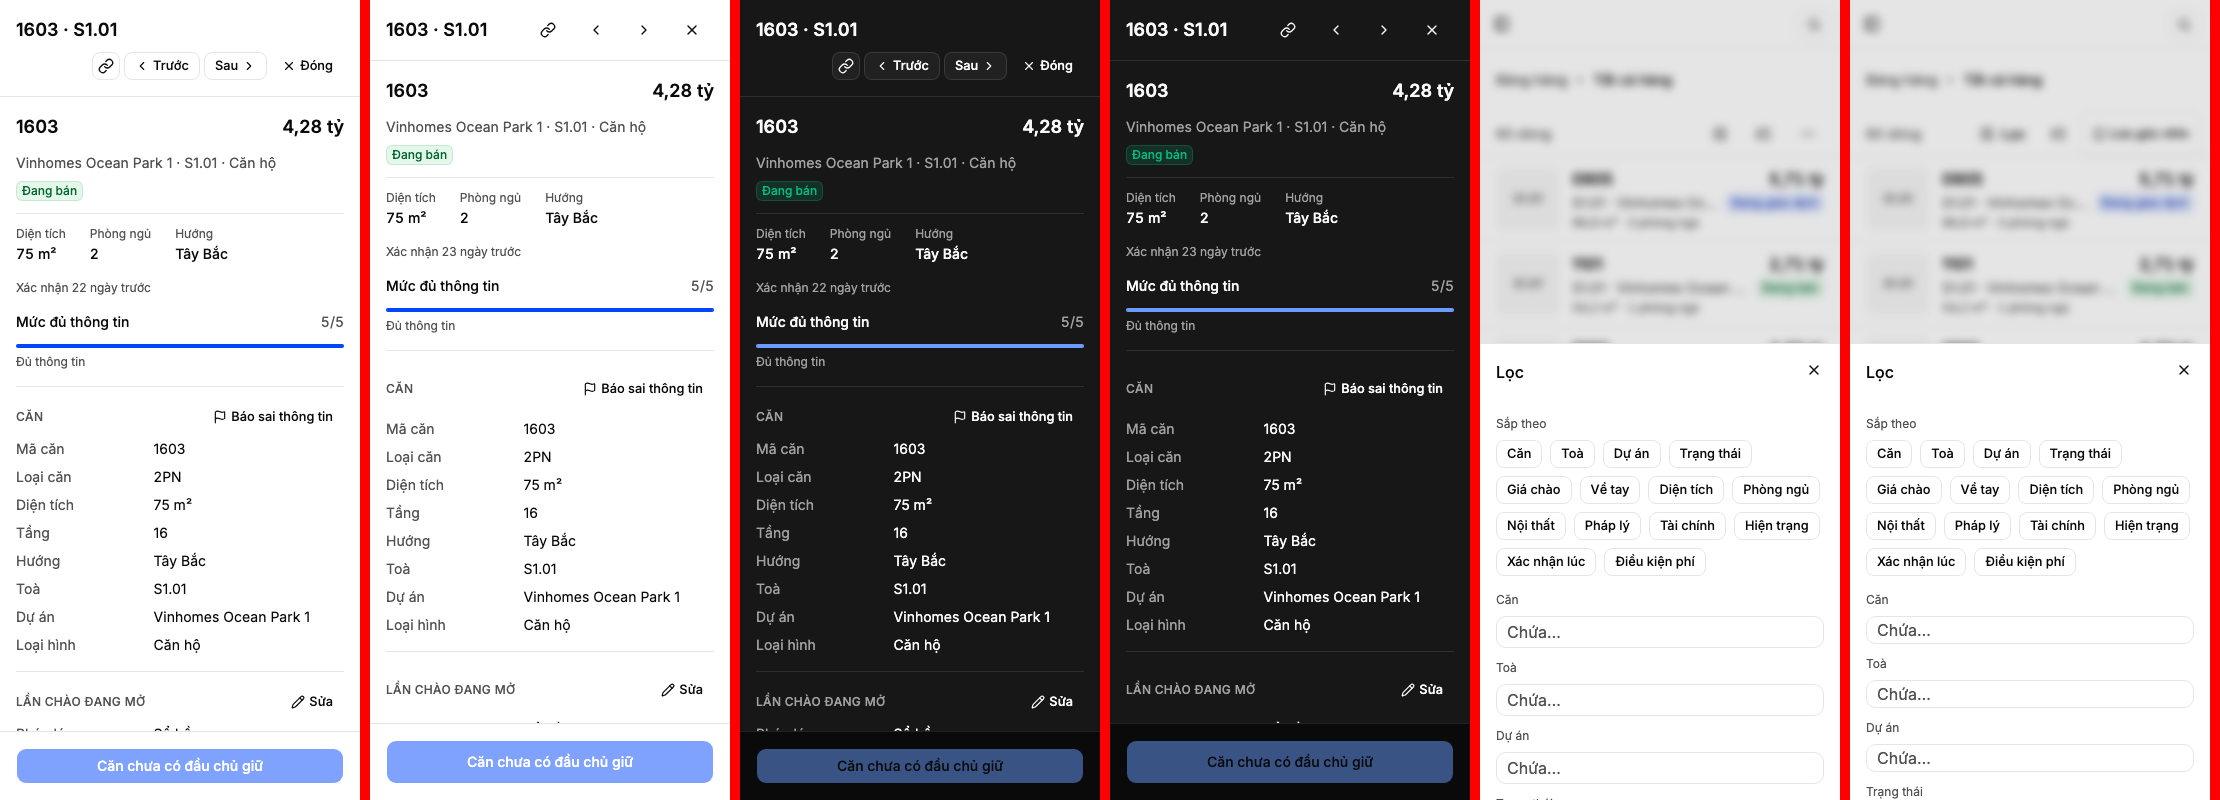 1603 · S1.01
Trước
Sau
Đóng
1603
4,28 tỷ
Vinhomes Ocean Park 1 · S1.01 · Căn hộ
Đang bán
Diện tích
Phòng ngủ
Hướng
75 m²
2
Tây Bắc
Xác nhận 22 ngày trước
Mức đủ thông tin
5/5
Đủ thông tin
CĂN
Báo sai thông tin
Mã căn
1603
Loại căn
2PN
Diện tích
75 m²
Tầng
16
Hướng
Tây Bắc
Toà
S1.01
Dự án
Vinhomes Ocean Park 1
Loại hình
Căn hộ
LẦN CHÀO ĐANG MỞ
Sửa
Căn chưa có đầu chủ giữ
1603 · S1.01
1603
4,28 tỷ
Vinhomes Ocean Park 1 · S1.01 · Căn hộ
Đang bán
Diện tích
Phòng ngủ
Hướng
75 m²
2
Tây Bắc
Xác nhận 23 ngày trước
Mức đủ thông tin
5/5
Đủ thông tin
CĂN
Báo sai thông tin
Mã căn
1603
Loại căn
2PN
Diện tích
75 m²
Tầng
16
Hướng
Tây Bắc
Toà
S1.01
Dự án
Vinhomes Ocean Park 1
Loại hình
Căn hộ
LẦN CHÀO ĐANG MỞ
Sửa
Căn chưa có đầu chủ giữ
1603 · S1.01
Trước
Sau
Đóng
1603
4,28 tỷ
Vinhomes Ocean Park 1 · S1.01 · Căn hộ
Đang bán
Diện tích
Phòng ngủ
Hướng
75 m²
2
Tây Bắc
Xác nhận 22 ngày trước
Mức đủ thông tin
5/5
Đủ thông tin
CĂN
Báo sai thông tin
Mã căn
1603
Loại căn
2PN
Diện tích
75 m²
Tầng
16
Hướng
Tây Bắc
Toà
S1.01
Dự án
Vinhomes Ocean Park 1
Loại hình
Căn hộ
LẦN CHÀO ĐANG MỞ
Sửa
Căn chưa có đầu chủ giữ
1603 · S1.01
1603
4,28 tỷ
Vinhomes Ocean Park 1 · S1.01 · Căn hộ
Đang bán
Diện tích
Phòng ngủ
Hướng
75 m²
2
Tây Bắc
Xác nhận 23 ngày trước
Mức đủ thông tin
5/5
Đủ thông tin
CĂN
Báo sai thông tin
Mã căn
1603
Loại căn
2PN
Diện tích
75 m²
Tầng
16
Hướng
Tây Bắc
Toà
S1.01
Dự án
Vinhomes Ocean Park 1
Loại hình
Căn hộ
LẦN CHÀO ĐANG MỞ
Sửa
Căn chưa có đầu chủ giữ
Lọc
Sắp theo
Căn
Toà
Dự án
Trạng thái
Giá chào
Về tay
Diện tích
Phòng ngủ
Nội thất
Pháp lý
Tài chính
Hiện trạng
Xác nhận lúc
Điều kiện phí
Căn
Chứa...
Toà
Chứa...
Dự án
Chứa...
Lọc
Sắp theo
Căn
Toà
Dự án
Trạng thái
Giá chào
Về tay
Diện tích
Phòng ngủ
Nội thất
Pháp lý
Tài chính
Hiện trạng
Xác nhận lúc
Điều kiện phí
Căn
Chứa...
Toà
Chứa...
Dự án
Chứa...
Trạng thái